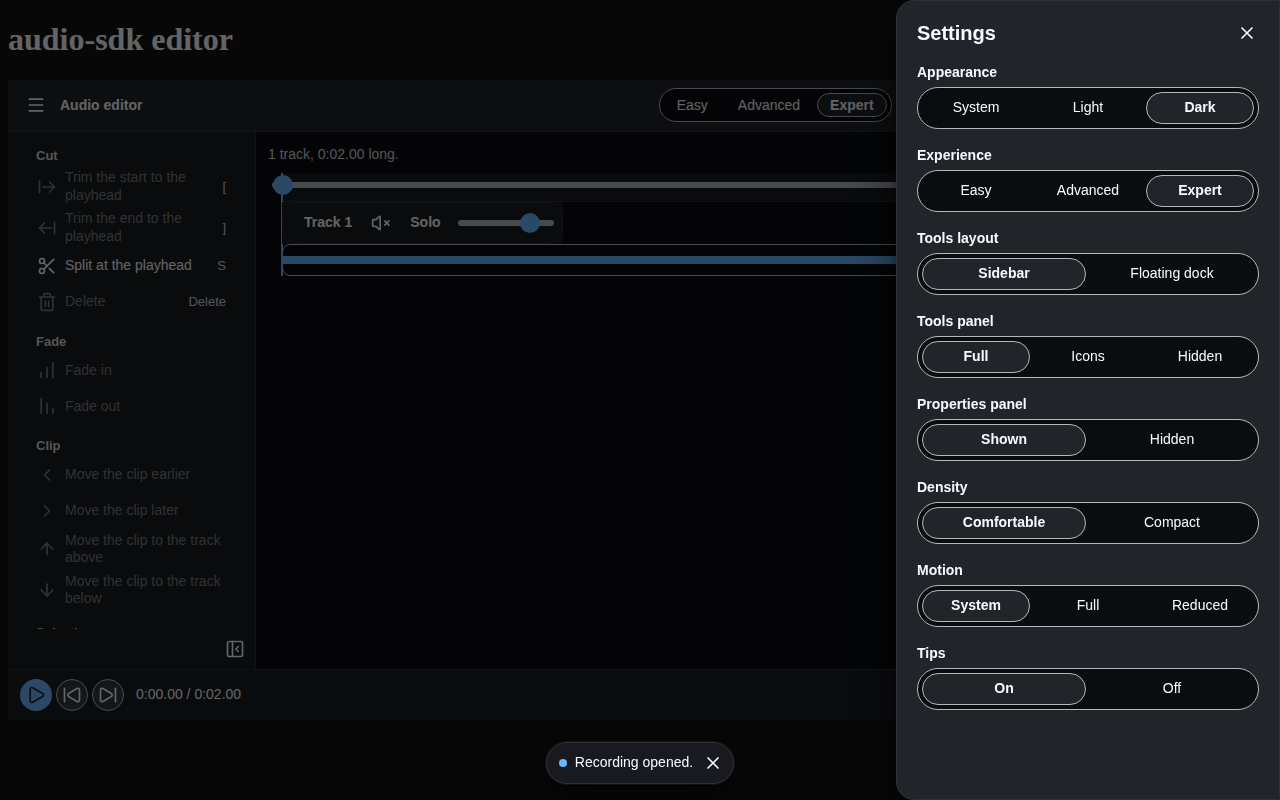 audio-sdk editor
Audio editor
Easy
Advanced
Expert
Cut
Trim the start to the
playhead
[
Trim the end to the
playhead
]
Split at the playhead
S
Delete
Delete
Fade
Fade in
Fade out
Clip
Move the clip earlier
Move the clip later
Move the clip to the track
above
Move the clip to the track
below
1 track, 0:02.00 long.
Track 1
Solo
0:00.00 / 0:02.00
Recording opened.
Settings
Appearance
System
Light
Dark
Experience
Easy
Advanced
Expert
Tools layout
Sidebar
Floating dock
Tools panel
Full
Icons
Hidden
Properties panel
Shown
Hidden
Density
Comfortable
Compact
Motion
System
Full
Reduced
Tips
On
Off